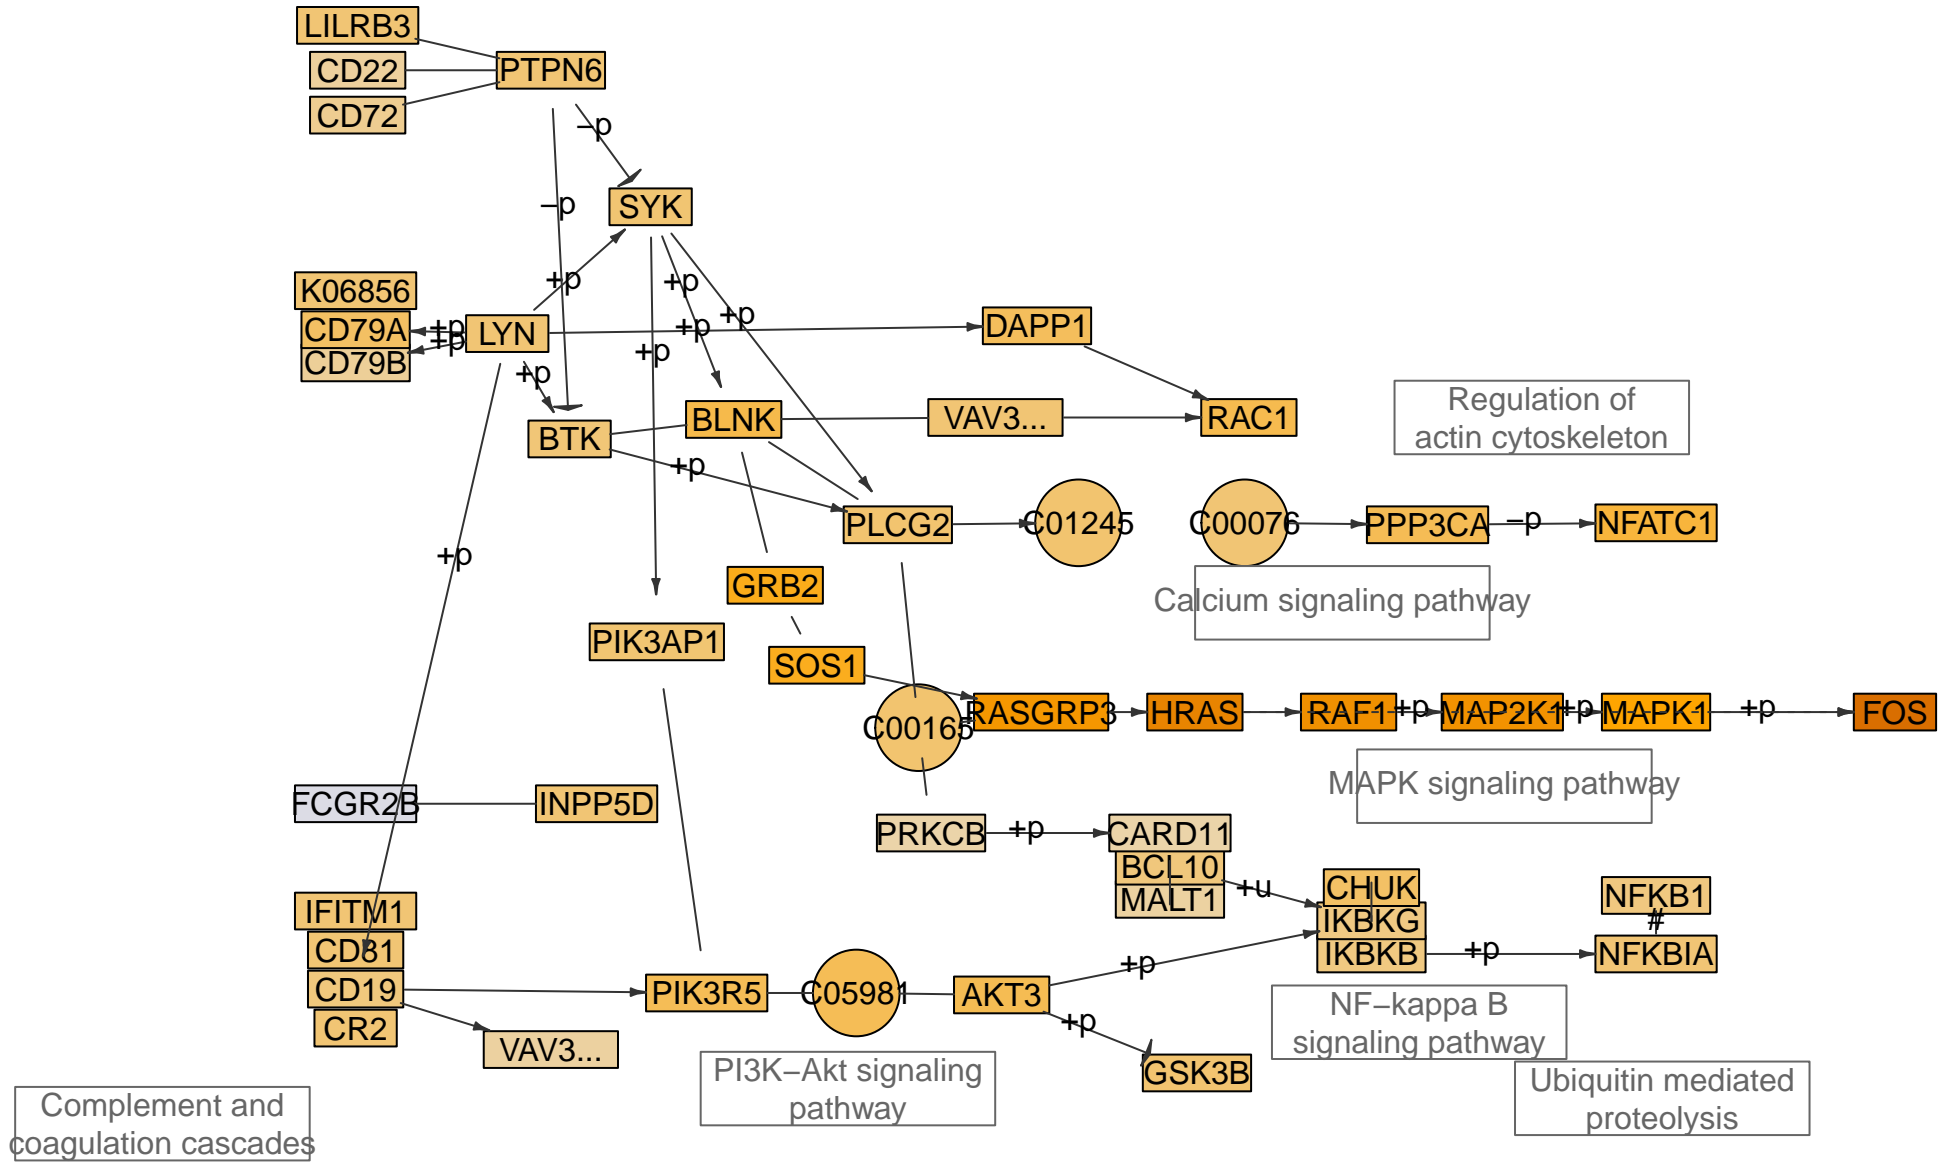 LILRB3
CD22
PTPN6
CD72
–p
SYK
–p
+p
+p
K06856
CD79A
+p
LYN
+p
+p
DAPP1
CD79B
+p
+p
+p
BTK
BLNK
VAV3...
RAC1
Regulation of
actin cytoskeleton
+p
PLCG2
C01245
C00076
PPP3CA
–p
NFATC1
+p
GRB2
Calcium signaling pathway
PIK3AP1
SOS1
C00165
RASGRP3
HRAS
RAF1
+p
MAP2K1
+p
MAPK1
+p
FOS
MAPK signaling pathway
FCGR2B
INPP5D
PRKCB
+p
CARD11
BCL10
+u
CHUK
NFKB1
MALT1
IKBKG
#
IFITM1
CD81
IKBKB
+p
NFKBIA
+p
CD19
PIK3R5
C05981
AKT3
NF–kappa B
signaling pathway
CR2
VAV3...
+p
GSK3B
PI3K–Akt signaling
pathway
Ubiquitin mediated
proteolysis
Complement and
coagulation cascades